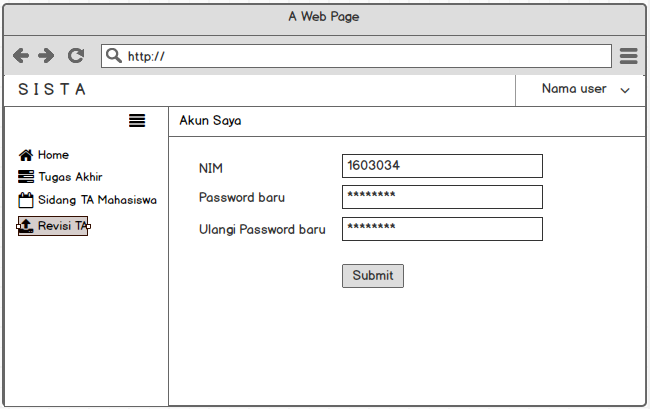 A Web Page
http://
S I S T A
Nama user
Akun Saya
Home
Tugas Akhir
Sidang TA Mahasiswa
Revisi TA
NIM
1603034
Password baru
********
Ulangi Password baru
********
Submit